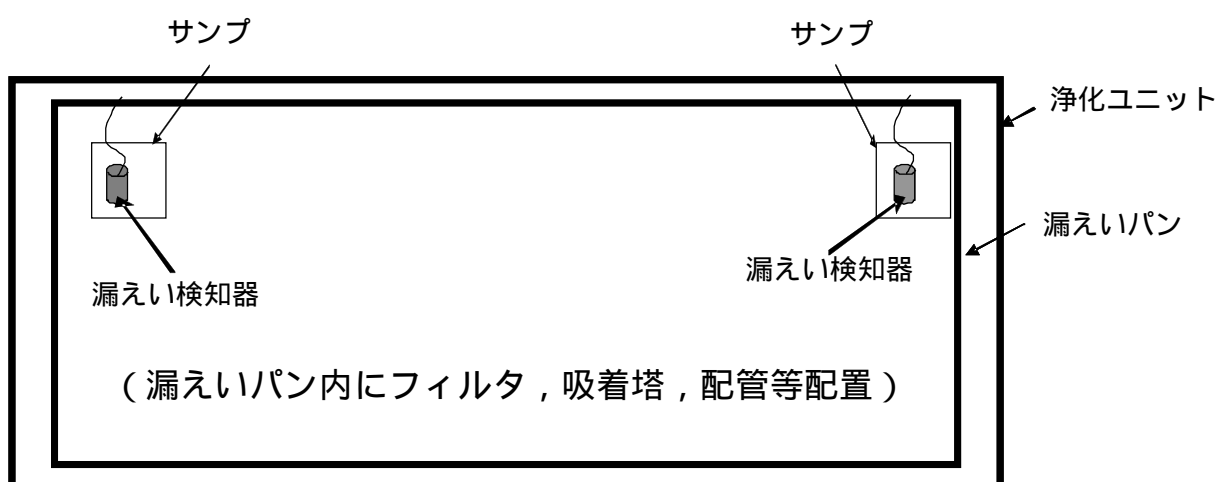 サンプ
サンプ
浄化ユニット
漏えいパン
漏えい検知器
漏えい検知器
（漏えいパン内にフィルタ，吸着塔，配管等配置）